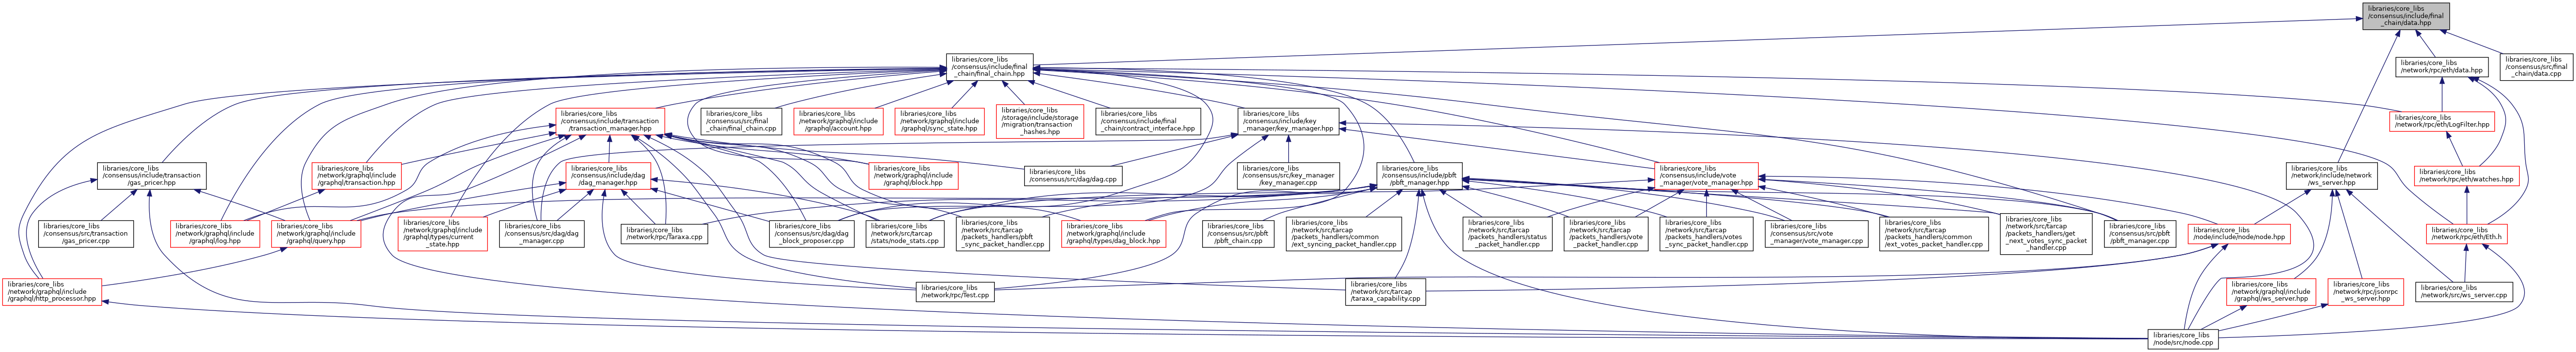 libraries/core_libs
/consensus/include/final
_chain/data.hpp
libraries/core_libs
/consensus/include/final
_chain/final_chain.hpp
libraries/core_libs
/network/rpc/eth/data.hpp
libraries/core_libs
/consensus/src/final
_chain/data.cpp
libraries/core_libs
/consensus/include/transaction
/transaction_manager.hpp
libraries/core_libs
/consensus/src/final
_chain/final_chain.cpp
libraries/core_libs
/network/graphql/include
/graphql/account.hpp
libraries/core_libs
/network/graphql/include
/graphql/sync_state.hpp
libraries/core_libs
/storage/include/storage
/migration/transaction
_hashes.hpp
libraries/core_libs
/consensus/include/final
_chain/contract_interface.hpp
libraries/core_libs
/consensus/include/key
_manager/key_manager.hpp
libraries/core_libs
/network/rpc/eth/LogFilter.hpp
libraries/core_libs
/consensus/include/transaction
/gas_pricer.hpp
libraries/core_libs
/network/graphql/include
/graphql/transaction.hpp
libraries/core_libs
/consensus/include/dag
/dag_manager.hpp
libraries/core_libs
/network/graphql/include
/graphql/block.hpp
libraries/core_libs
/consensus/src/dag/dag.cpp
libraries/core_libs
/consensus/src/key_manager
/key_manager.cpp
libraries/core_libs
/consensus/include/pbft
/pbft_manager.hpp
libraries/core_libs
/consensus/include/vote
_manager/vote_manager.hpp
libraries/core_libs
/network/include/network
/ws_server.hpp
libraries/core_libs
/network/rpc/eth/watches.hpp
libraries/core_libs
/consensus/src/transaction
/gas_pricer.cpp
libraries/core_libs
/network/graphql/include
/graphql/log.hpp
libraries/core_libs
/network/graphql/include
/graphql/query.hpp
libraries/core_libs
/network/graphql/include
/graphql/types/current
_state.hpp
libraries/core_libs
/consensus/src/dag/dag
_manager.cpp
libraries/core_libs
/network/rpc/Taraxa.cpp
libraries/core_libs
/consensus/src/dag/dag
_block_proposer.cpp
libraries/core_libs
/network/src/tarcap
/stats/node_stats.cpp
libraries/core_libs
/network/src/tarcap
/packets_handlers/pbft
_sync_packet_handler.cpp
libraries/core_libs
/network/graphql/include
/graphql/types/dag_block.hpp
libraries/core_libs
/consensus/src/pbft
/pbft_chain.cpp
libraries/core_libs
/network/src/tarcap
/packets_handlers/common
/ext_syncing_packet_handler.cpp
libraries/core_libs
/network/src/tarcap
/packets_handlers/status
_packet_handler.cpp
libraries/core_libs
/network/src/tarcap
/packets_handlers/vote
_packet_handler.cpp
libraries/core_libs
/network/src/tarcap
/packets_handlers/votes
_sync_packet_handler.cpp
libraries/core_libs
/consensus/src/vote
_manager/vote_manager.cpp
libraries/core_libs
/network/src/tarcap
/packets_handlers/common
/ext_votes_packet_handler.cpp
libraries/core_libs
/network/src/tarcap
/packets_handlers/get
_next_votes_sync_packet
_handler.cpp
libraries/core_libs
/consensus/src/pbft
/pbft_manager.cpp
libraries/core_libs
/node/include/node/node.hpp
libraries/core_libs
/network/rpc/eth/Eth.h
libraries/core_libs
/network/graphql/include
/graphql/http_processor.hpp
libraries/core_libs
/network/rpc/Test.cpp
libraries/core_libs
/network/src/tarcap
/taraxa_capability.cpp
libraries/core_libs
/network/graphql/include
/graphql/ws_server.hpp
libraries/core_libs
/network/rpc/jsonrpc
_ws_server.hpp
libraries/core_libs
/network/src/ws_server.cpp
libraries/core_libs
/node/src/node.cpp